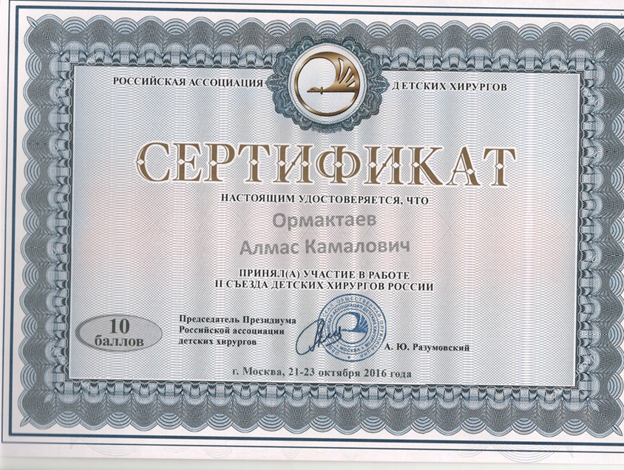 РОССИЙСКАЯ АССОЦИАЦИЯ ДЕТСКИХ ХИРУРГОВ
СЕРТИФИКАТ
НАСТОЯЩИМ УДОСТОВЕРЯЕТСЯ, ЧТО
Ормактаев
Алмас Камалович
ПРИНЯЛ(А) УЧАСТИЕ В РАБОТЕ
II СЪЕЗДА ДЕТСКИХ ХИРУРГОВ РОССИИ
10
баллов
Председатель Президиума
Российской ассоциации
детских хирургов
А. Ю. Разумовский
г. Москва, 21-23 октября 2016 года